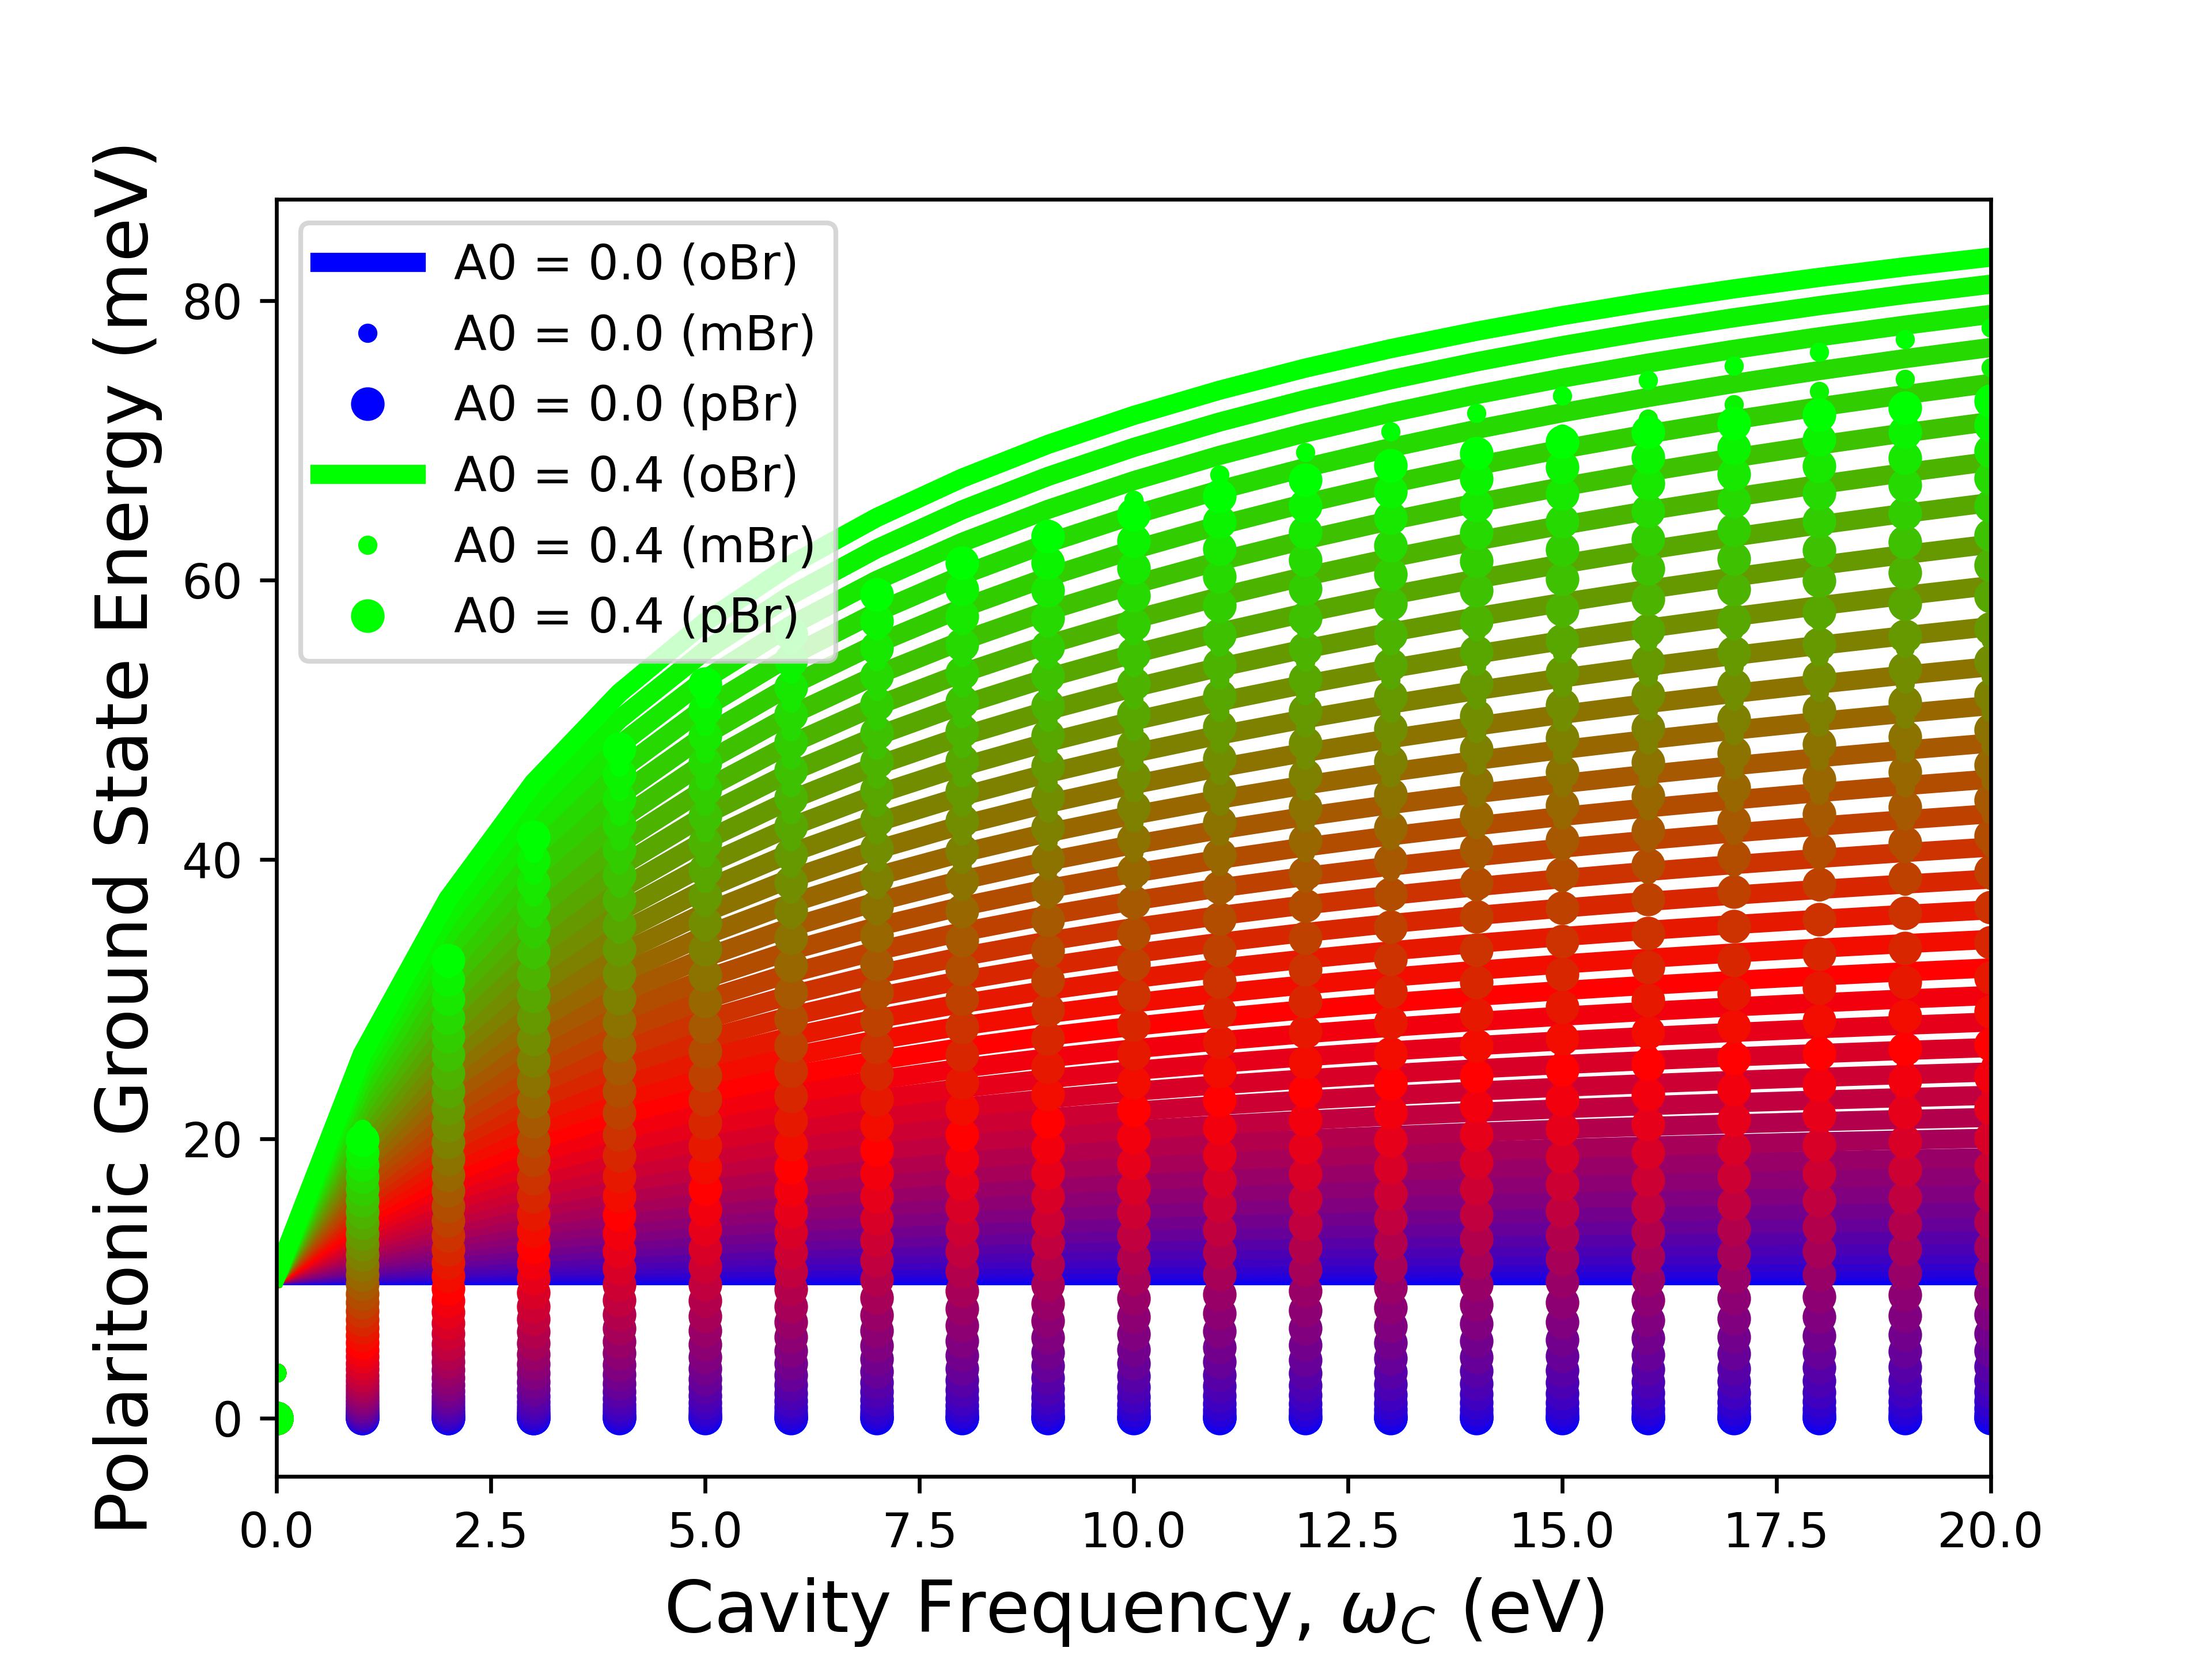 Polaritonic Ground State Energy (meV)
80
60
40
20
0
A0 = 0.0 (oBr)
A0 = 0.0 (mBr)
A0 = 0.0 (pBr)
A0 = 0.4 (oBr)
A0 = 0.4 (mBr)
A0 = 0.4 (pBr)
0.0 2.5 5.0 7.5 10.0 12.5 15.0 17.5 20.0
Cavity Frequency, ω_C (eV)